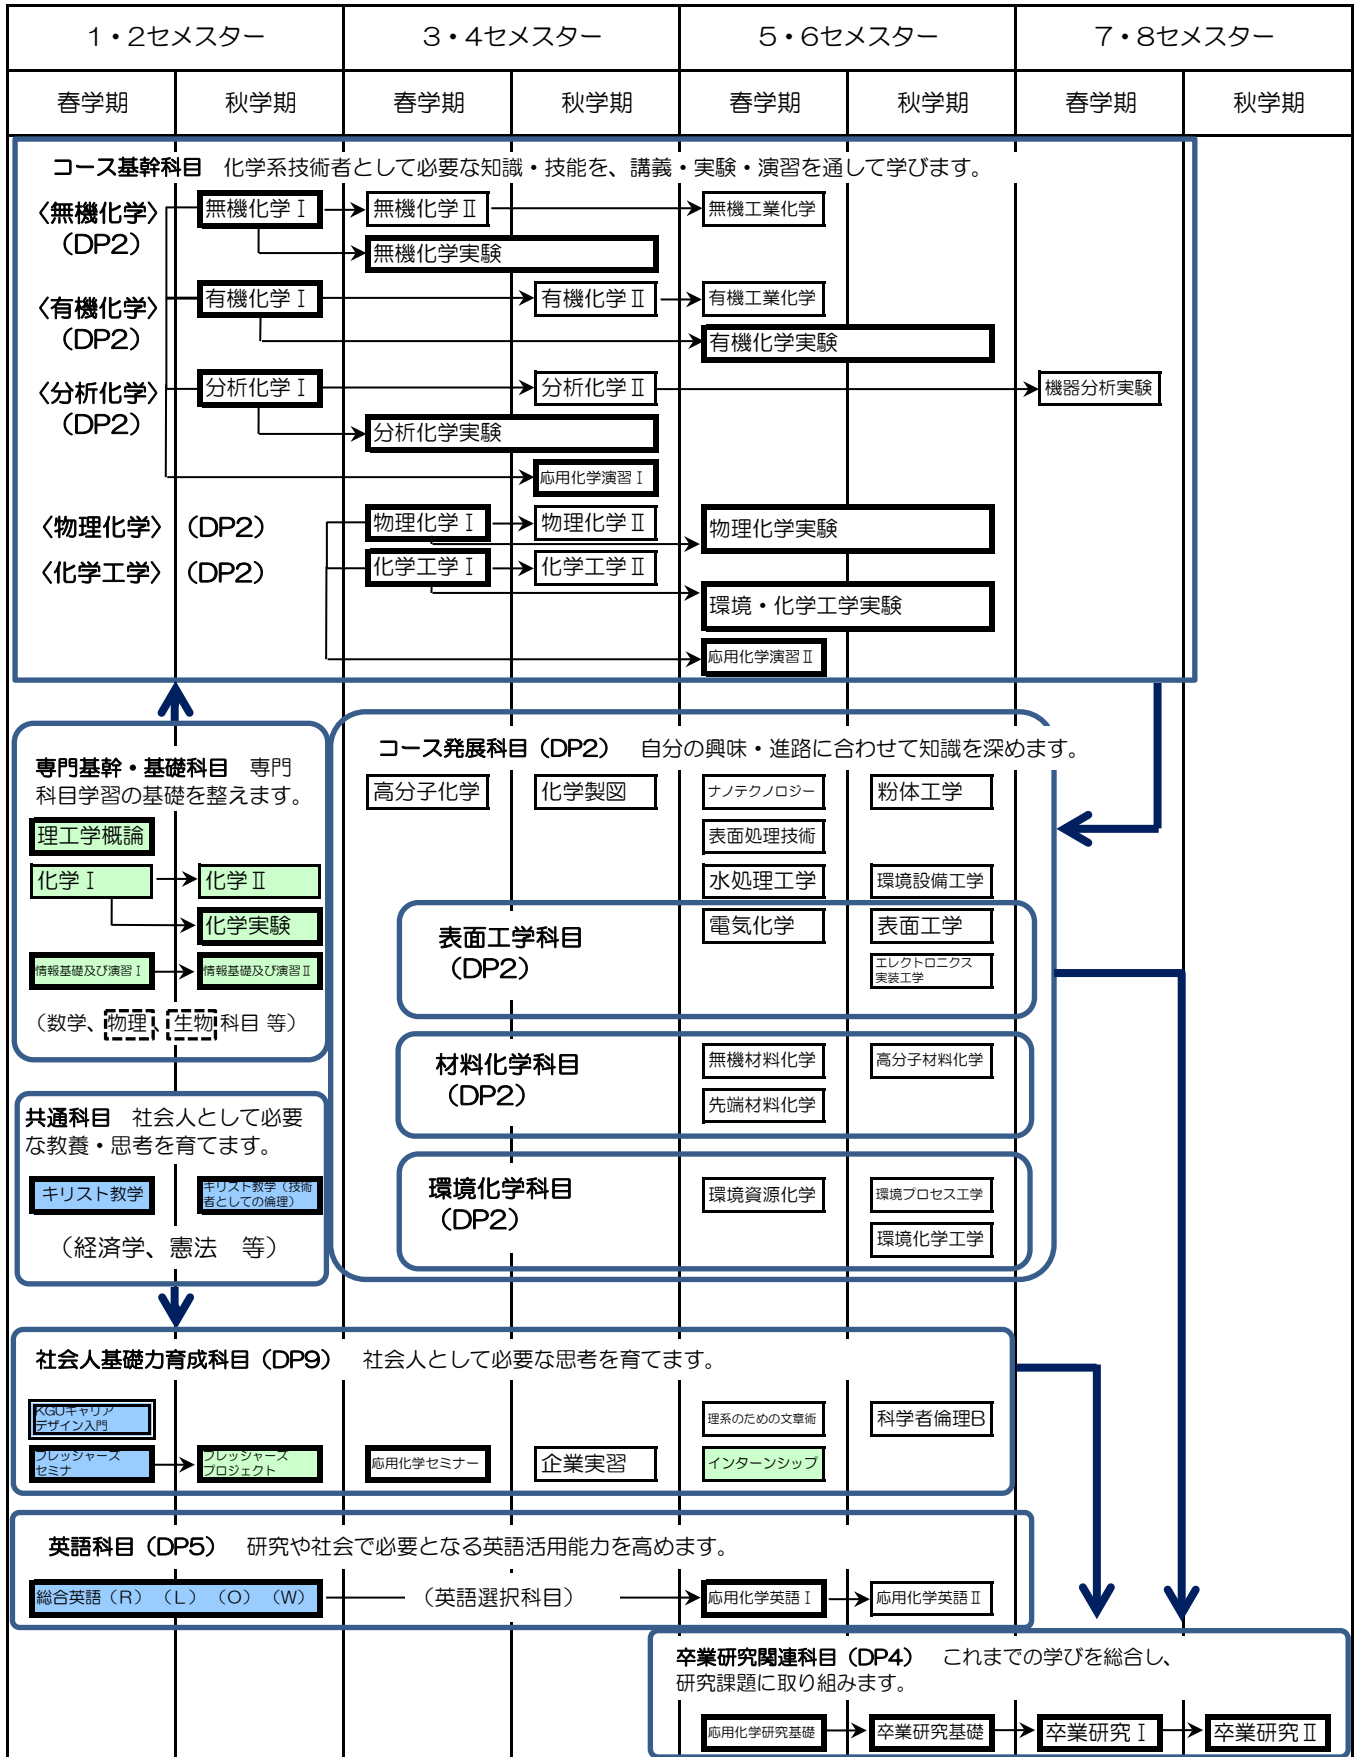 1・2セメスター　3・4セメスター　5・6セメスター　7・8セメスター
春学期　秋学期　春学期　秋学期　春学期　秋学期　春学期　秋学期
コース基幹科目　化学系技術者として必要な知識・技能を、講義・実験・演習を通して学びます。
〈無機化学〉　無機化学Ⅰ　無機化学Ⅱ　無機工業化学
（DP2）　無機化学実験
〈有機化学〉　有機化学Ⅰ　有機化学Ⅱ　有機工業化学
（DP2）　有機化学実験
〈分析化学〉　分析化学Ⅰ　分析化学Ⅱ　機器分析実験
（DP2）　分析化学実験
応用化学演習Ⅰ
〈物理化学〉（DP2）　物理化学Ⅰ　物理化学Ⅱ　物理化学実験
〈化学工学〉（DP2）　化学工学Ⅰ　化学工学Ⅱ
環境・化学工学実験
応用化学演習Ⅱ
専門基幹・基礎科目　専門
科目学習の基礎を整えます。
理工学概論
化学Ⅰ　化学Ⅱ
化学実験
情報基礎及び演習Ⅰ　情報基礎及び演習Ⅱ
（数学、物理、生物科目 等）
コース発展科目（DP2）　自分の興味・進路に合わせて知識を深めます。
高分子化学　化学製図　ナノテクノロジー　粉体工学
表面処理技術
水処理工学　環境設備工学
表面工学科目　電気化学　表面工学
（DP2）　エレクトロニクス
実装工学
材料化学科目　無機材料化学　高分子材料化学
（DP2）　先端材料化学
環境化学科目　環境資源化学　環境プロセス工学
（DP2）　環境化学工学
共通科目　社会人として必要
な教養・思考を育てます。
キリスト教学　キリスト教学（技術
者としての倫理）
（経済学、憲法　等）
社会人基礎力育成科目（DP9）　社会人として必要な思考を育てます。
KGUキャリア
デザイン入門　理系のための文章術　科学者倫理B
フレッシャーズ
セミナ　フレッシャーズ
プロジェクト　応用化学セミナー　企業実習　インターンシップ
英語科目（DP5）　研究や社会で必要となる英語活用能力を高めます。
総合英語（R）（L）（O）（W）　（英語選択科目）　応用化学英語Ⅰ　応用化学英語Ⅱ
卒業研究関連科目（DP4）　これまでの学びを総合し、
研究課題に取り組みます。
応用化学研究基礎　卒業研究基礎　卒業研究Ⅰ　卒業研究Ⅱ